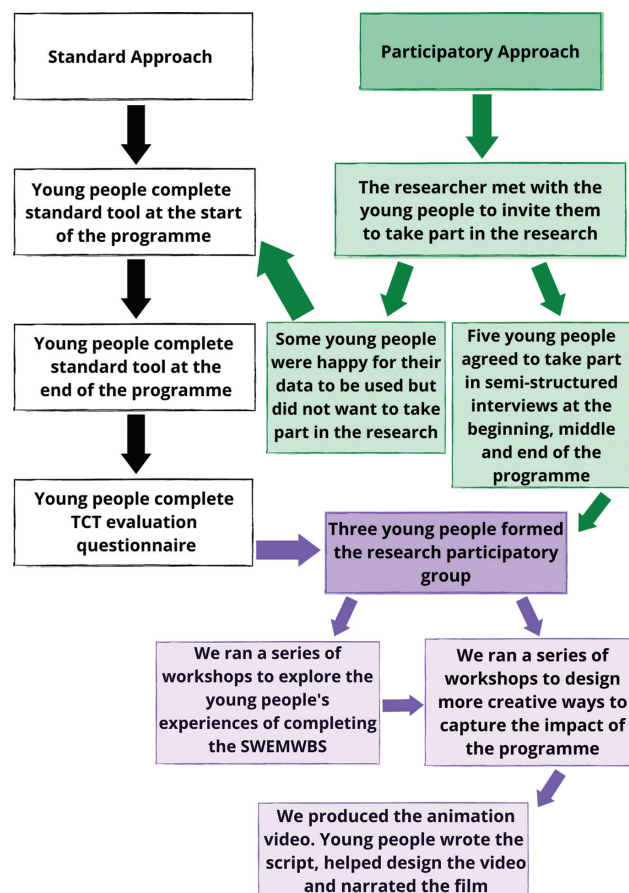 Standard Approach
Participatory Approach
Young people complete
standard tool at the start
of the programme
The researcher met with the
young people to invite them
to take part in the research
Young people complete
standard tool at the
end of the programme
Some young people
were happy for their
data to be used but
did not want to take
part in the research
Five young people
agreed to take part
in semi-structured
interviews at the
beginning, middle
and end of the
programme
Young people complete
TCT evaluation
questionnaire
Three young people formed
the research participatory
group
We ran a series of
workshops to explore the
young people's
experiences of completing
the SWEMWBS
We ran a series of
workshops to design
more creative ways to
capture the impact of
the programme
We produced the animation
video. Young people wrote the
script, helped design the video
and narrated the film